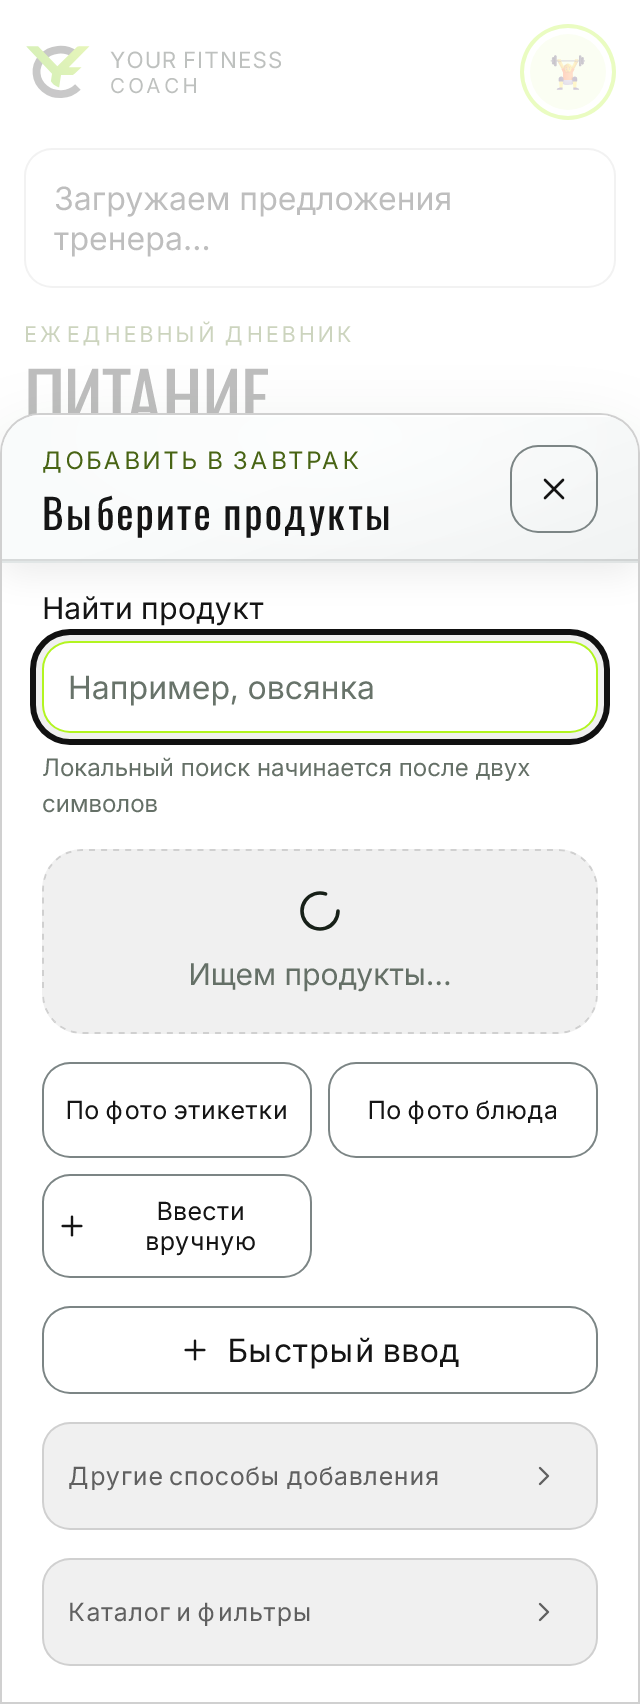 YOUR FITNESS
COACH
Загружаем предложения
тренера...
ЕЖЕДНЕВНЫЙ ДНЕВНИК
ПИТАНИЕ
ДОБАВИТЬ В ЗАВТРАК
Выберите продукты
Найти продукт
Например, овсянка
Локальный поиск начинается после двух
символов
Ищем продукты...
По фото этикетки
По фото блюда
Ввести
вручную
Быстрый ввод
Другие способы добавления
Каталог и фильтры